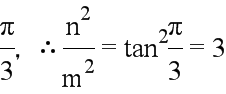 π/3, ∴ n²/m² = tan²π/3 = 3